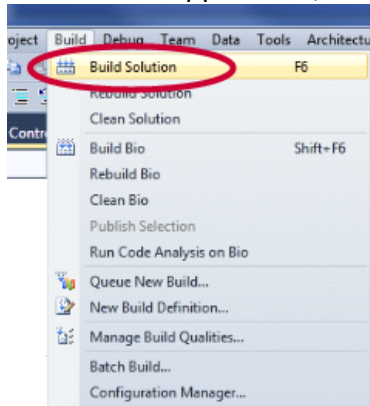 oject Build Debug Team Data Tools Architectu
Build Solution F6
Rebuild Solution
Contr
Clean Solution
Build Bio Shift+F6
Rebuild Bio
Clean Bio
Publish Selection
Run Code Analysis on Bio
Queue New Build...
New Build Definition...
Manage Build Qualities...
Batch Build...
Configuration Manager...